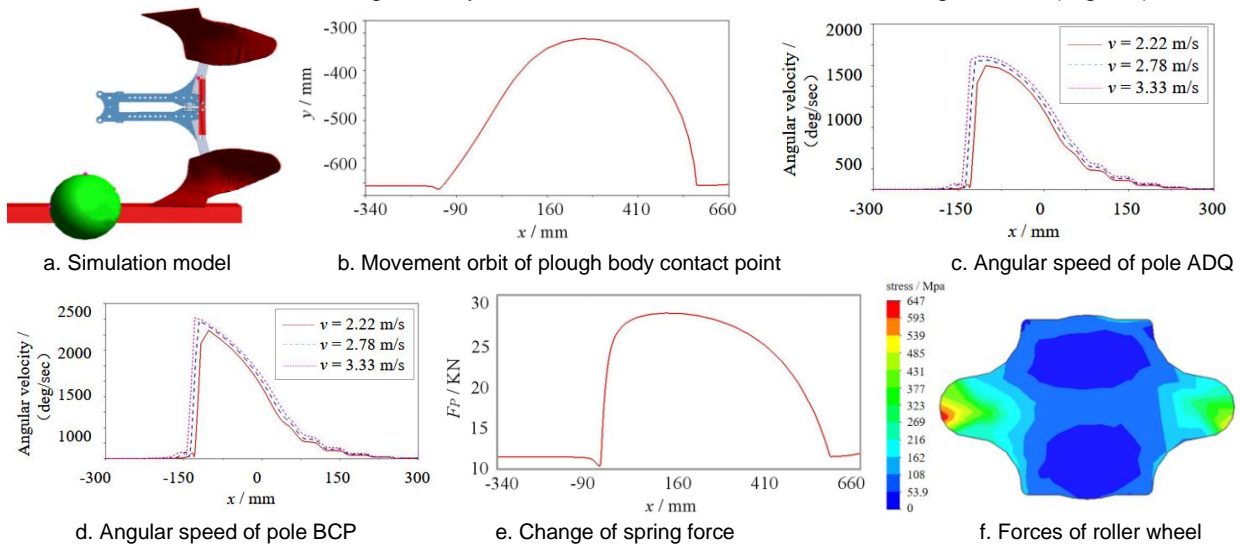 -300
-400
-500
-600
y / mm
-340 -90 160 410 660
x / mm
2000
1500
1000
500
Angular velocity /
(deg/sec)
v = 2.22 m/s
v = 2.78 m/s
v = 3.33 m/s
-300 -150 0 150 300
x / mm
a. Simulation model
b. Movement orbit of plough body contact point
c. Angular speed of pole ADQ
2500
2000
1500
1000
Angular velocity /
(deg/sec)
v = 2.22 m/s
v = 2.78 m/s
v = 3.33 m/s
-300 -150 0 150 300
x / mm
30
25
20
15
10
FP / KN
-340 -90 160 410 660
x / mm
stress / Mpa
647
593
539
485
431
377
323
269
216
162
108
53.9
0
d. Angular speed of pole BCP
e. Change of spring force
f. Forces of roller wheel